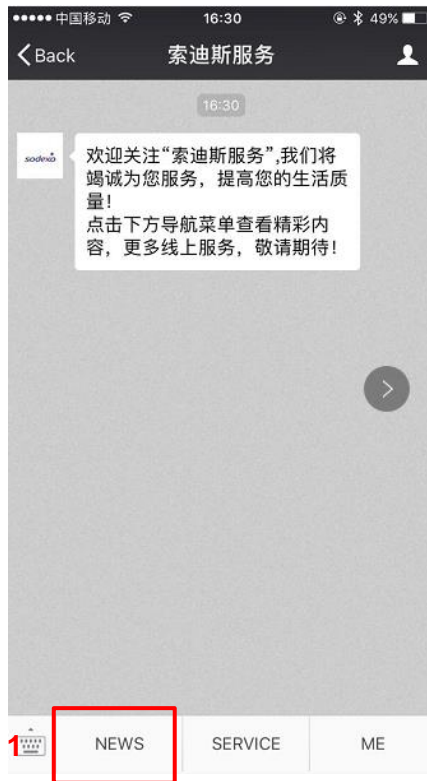 中国移动 16:30 49%
Back 索迪斯服务
16:30
sodexo
欢迎关注“索迪斯服务”,我们将
竭诚为您服务，提高您的生活质
量!
点击下方导航菜单查看精彩内
容，更多线上服务，敬请期待!
1 NEWS SERVICE ME